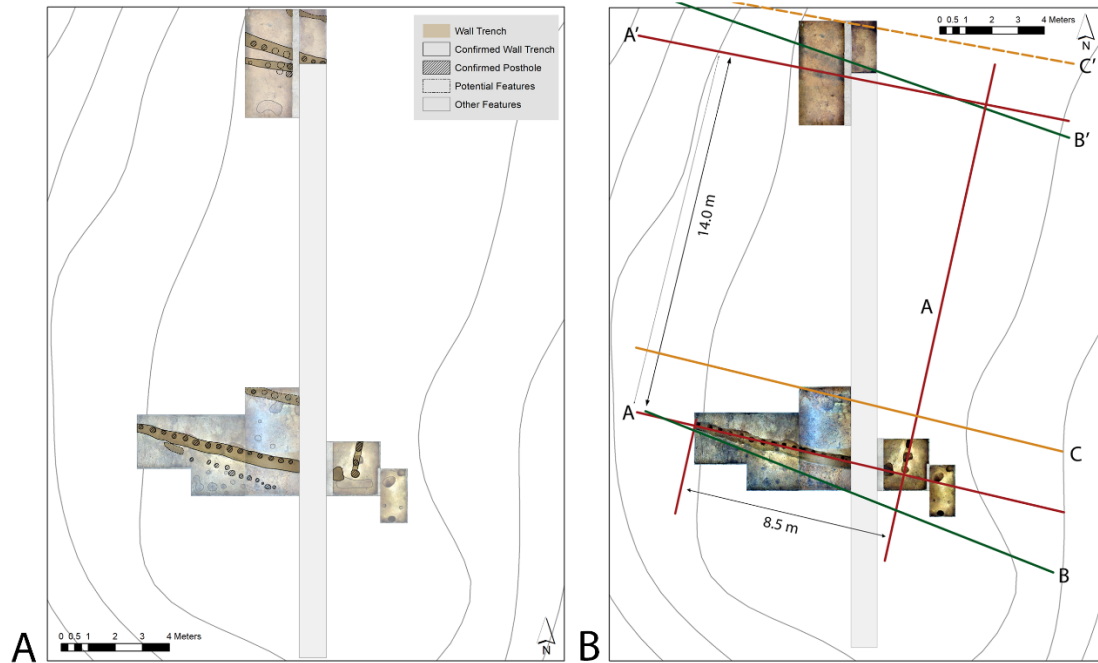 Wall Trench
Confirmed Wall Trench
Confirmed Posthole
Potential Features
Other Features
0 0.5 1 2 3 4 Meters
N
A
A'
0 0.5 1 2 3 4 Meters
N
C'
B'
14.0 m
A
A
C
8.5 m
B
B